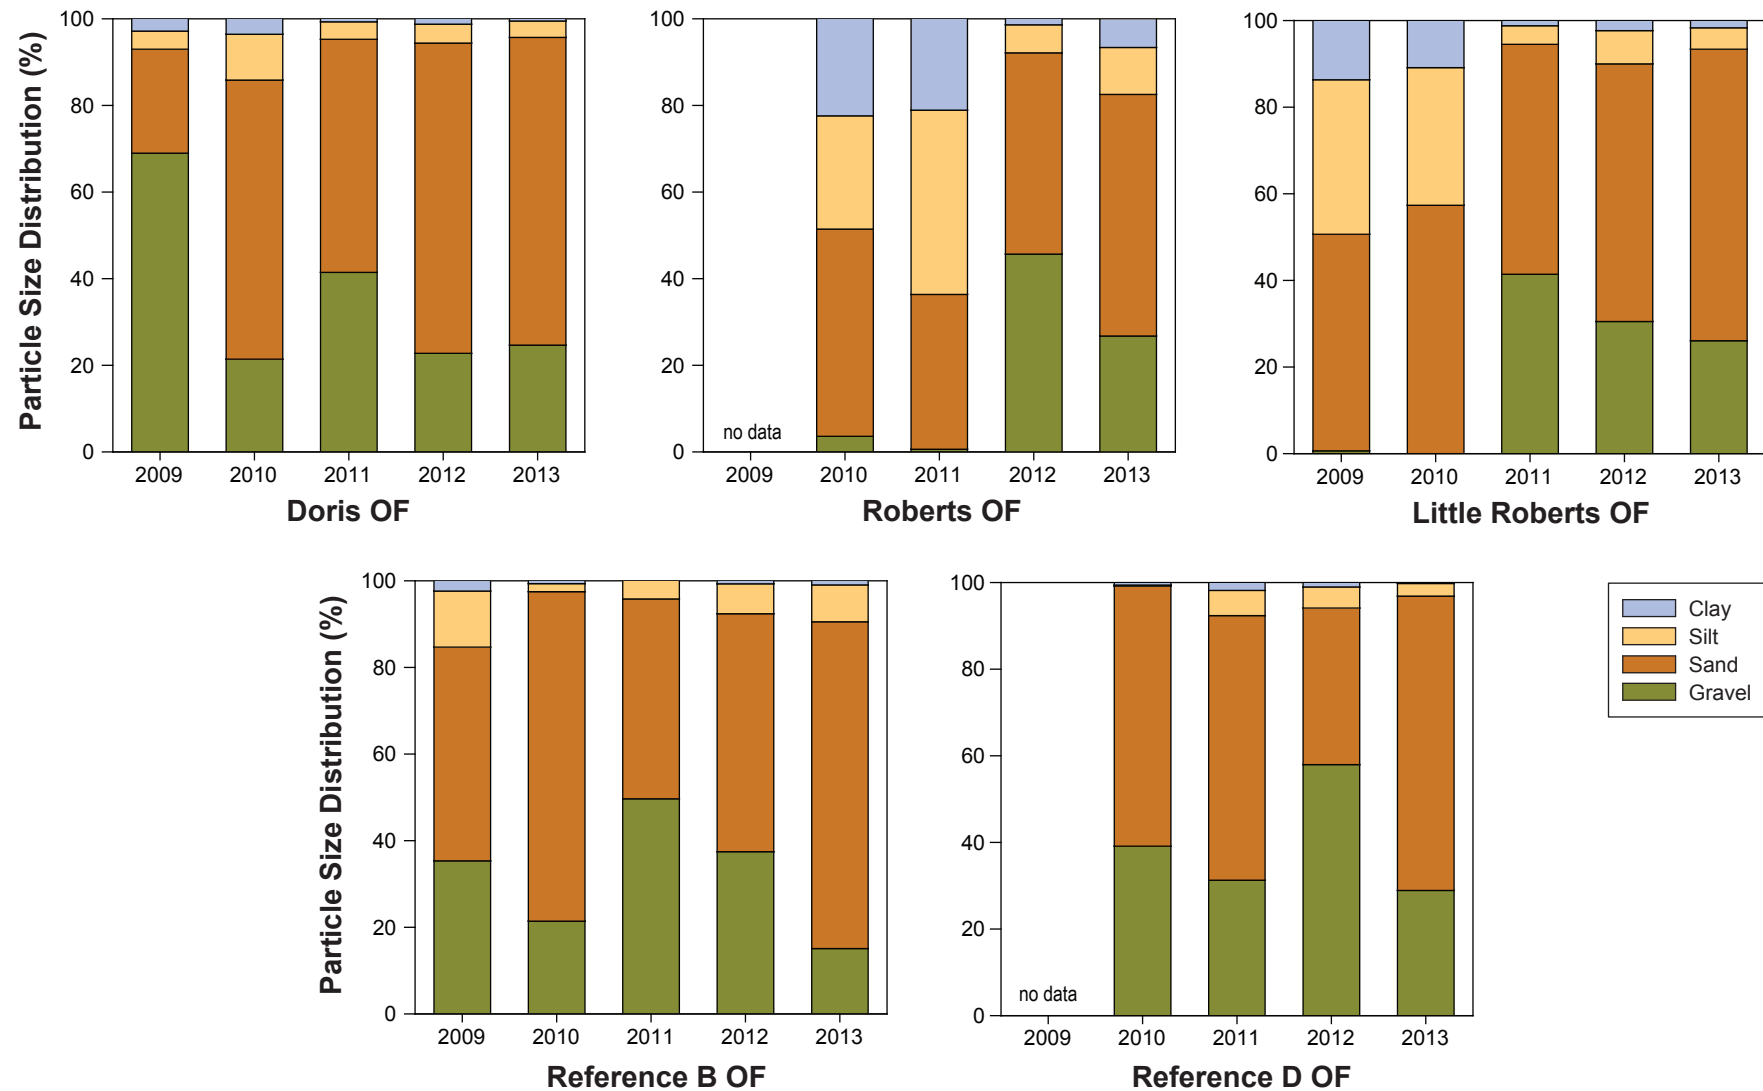 Particle Size Distribution (%)
100
80
60
40
20
0
2009 2010 2011 2012 2013
Doris OF
100
80
60
40
20
0
no data
2009 2010 2011 2012 2013
Roberts OF
100
80
60
40
20
0
2009 2010 2011 2012 2013
Little Roberts OF
Particle Size Distribution (%)
100
80
60
40
20
0
2009 2010 2011 2012 2013
Reference B OF
100
80
60
40
20
0
no data
2009 2010 2011 2012 2013
Reference D OF
Clay
Silt
Sand
Gravel